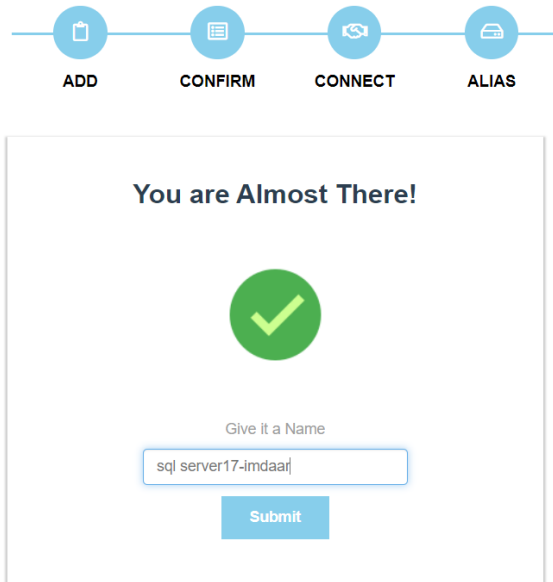 ADD CONFIRM CONNECT ALIAS
You are Almost There!
Give it a Name
sql server17-imdaar
Submit